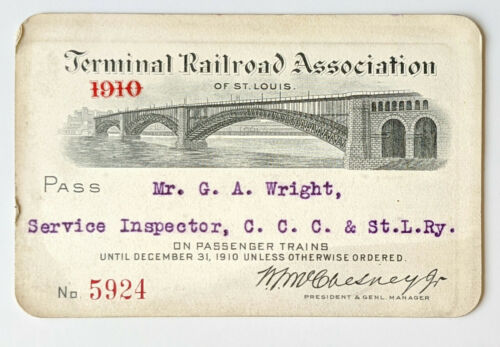 Terminal Railroad Association
1910
OF ST. LOUIS.
PASS
Mr. G. A. Wright,
Service Inspector, C. C. C. & St.L.Ry.
ON PASSENGER TRAINS
UNTIL DECEMBER 31, 1910 UNLESS OTHERWISE ORDERED.
No. 5924
W. McChesney Jr
PRESIDENT & GENL. MANAGER